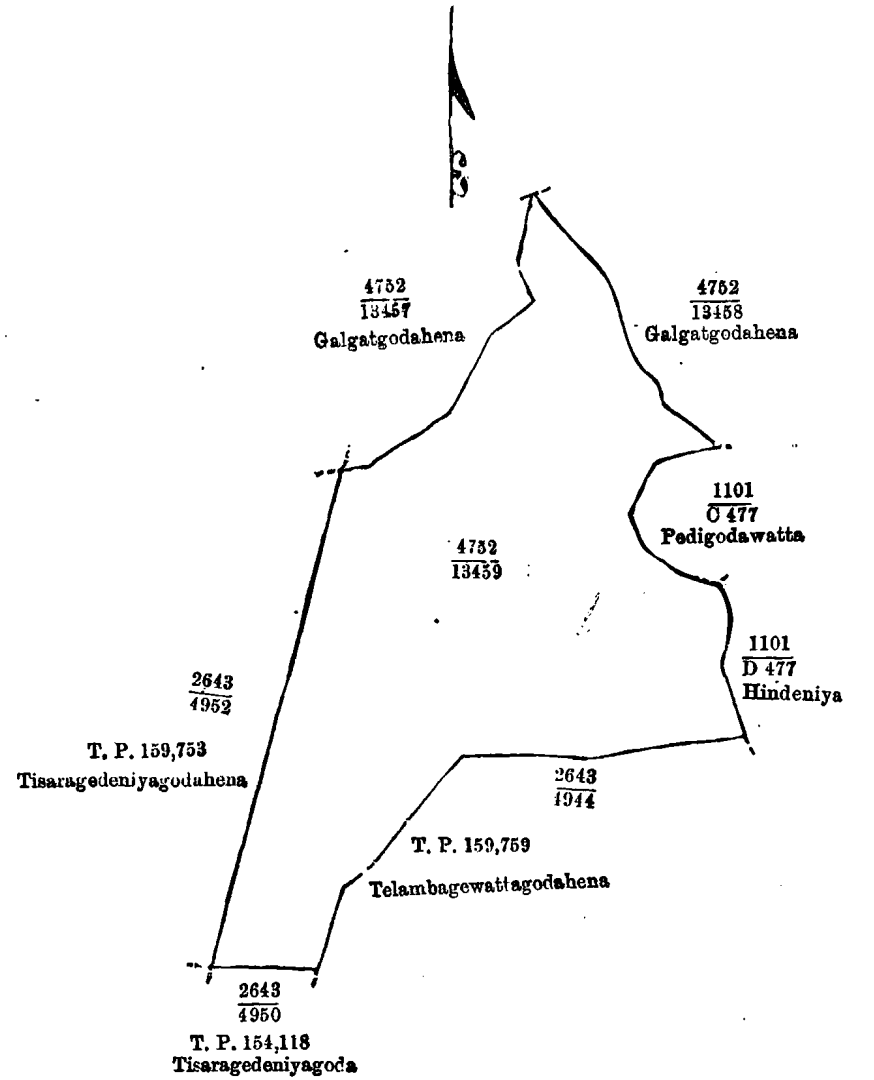 4752
13457
Galgatgodahena
4752
13458
Galgatgodahena
1101
C 477
Pedigodawatta
4752
13459
1101
D 477
Hindeniya
2643
4952
T. P. 159,753
Tisaragedeniyagodahena
2643
4944
T. P. 159,759
Telambagewattagodahena
2643
4950
T. P. 154,118
Tisaragedeniyagoda